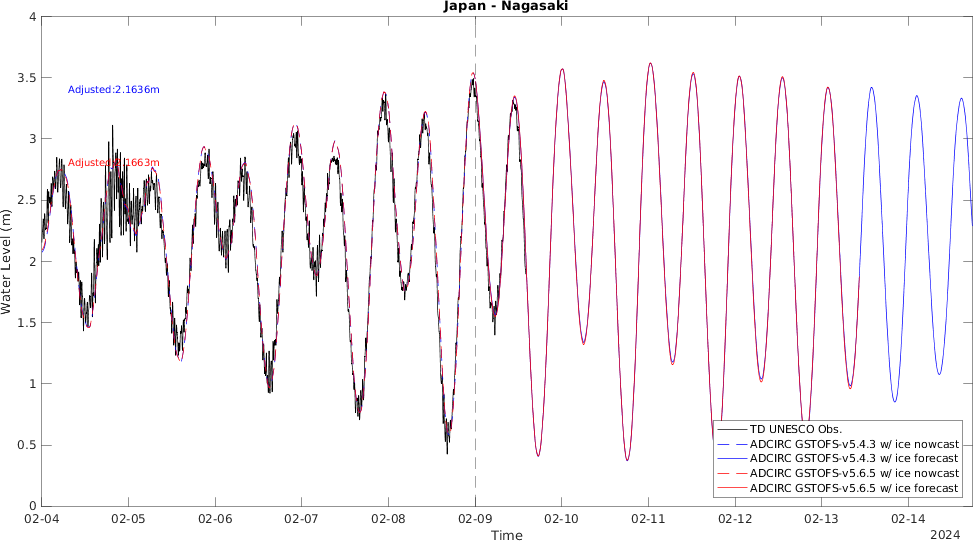 Japan - Nagasaki
4
3.5
3
2.5
2
1.5
1
0.5
0
Water Level (m)
Adjusted:2.1636m
Adjusted:2.1663m
TD UNESCO Obs.
ADCIRC GSTOFS-v5.4.3 w/ ice nowcast
ADCIRC GSTOFS-v5.4.3 w/ ice forecast
ADCIRC GSTOFS-v5.6.5 w/ ice nowcast
ADCIRC GSTOFS-v5.6.5 w/ ice forecast
02-04 02-05 02-06 02-07 02-08 02-09 02-10 02-11 02-12 02-13 02-14
Time
2024